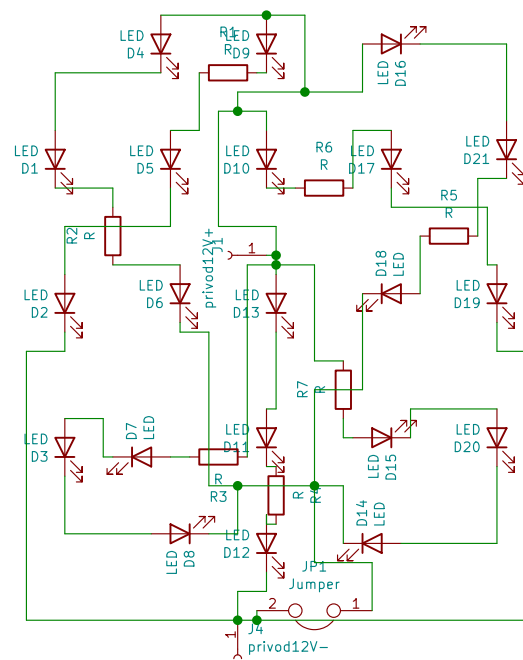 LED
D4
R1
R
LED
D9
LED
D16
LED
D1
LED
D5
LED
D10
R6
R
LED
D17
LED
D21
R2
R
privod12V+
J1
1
R5
R
LED
D2
LED
D6
LED
D13
D18
LED
LED
D19
R7
R
LED
D3
D7
LED
R
R3
LED
D11
R
R4
LED
D15
LED
D20
LED
D8
LED
D12
D14
LED
JP1
Jumper
2
1
1
J4
privod12V-